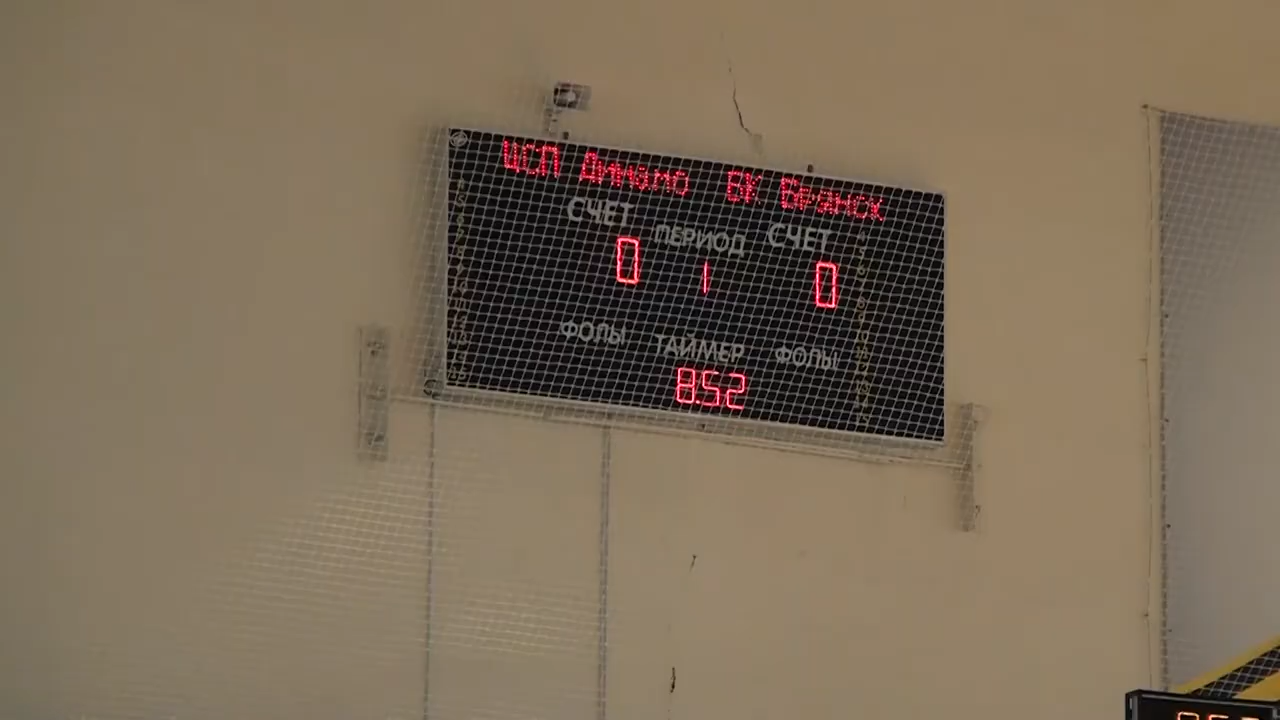 ЦСП Динамо БК Брянск
СЧЕТ ПЕРИОД СЧЕТ
0 1 0
ФОЛЫ ТАЙМЕР ФОЛЫ
8:52